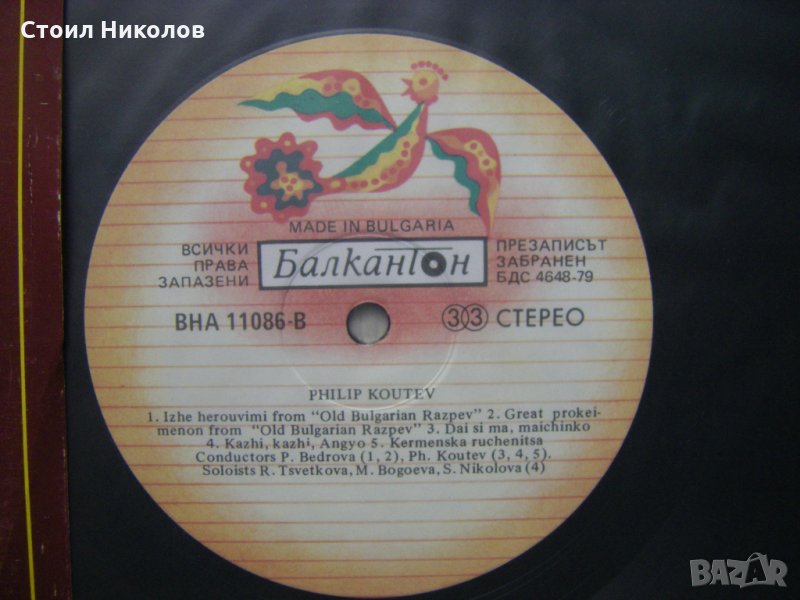 Стоил Николов
MADE IN BULGARIA
ВСИЧКИ
ПРАВА
ЗАПАЗЕНИ
Балкантон
ПРЕЗАПИСЪТ
ЗАБРАНЕН
БДС 4648-79
ВНА 11086-В
33 СТЕРЕО
PHILIP KOUTEV
1. Izhe herouvimi from "Old Bulgarian Razpev" 2. Great prokei-
menon from "Old Bulgarian Razpev" 3. Dai si ma, maichinko
4. Kazhi, kazhi, Angyo 5. Kermenska ruchenitsa
Conductors P. Bedrova (1, 2), Ph. Koutev (3, 4, 5).
Soloists R. Tsvetkova, M. Bogoeva, S. Nikolova (4)
BAZAR